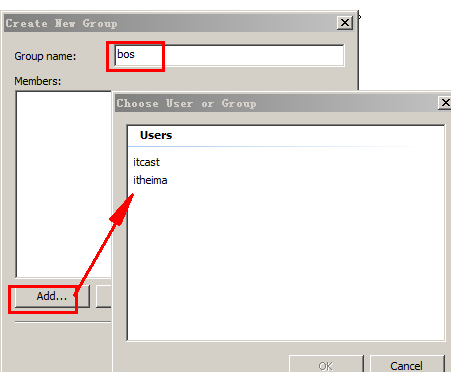 Create New Group
Group name:
bos
Members:
Choose User or Group
Users
itcast
itheima
Add...
OK
Cancel